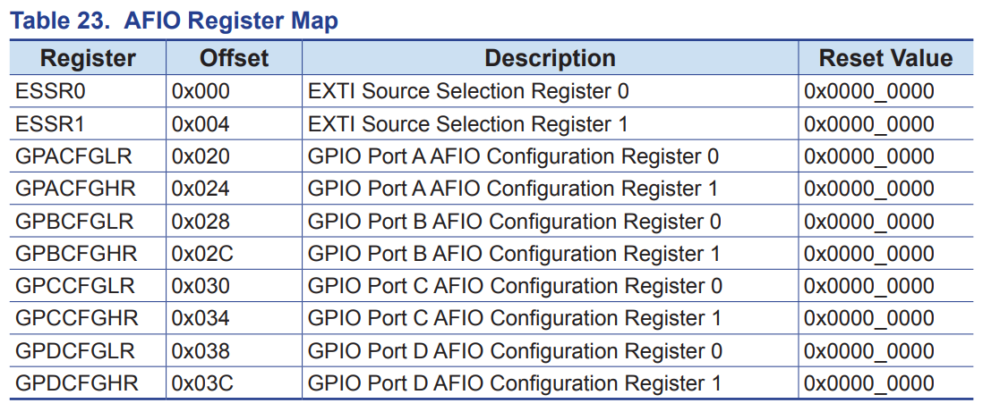 Table 23. AFIO Register Map
Register Offset Description Reset Value
ESSR0 0x000 EXTI Source Selection Register 0 0x0000_0000
ESSR1 0x004 EXTI Source Selection Register 1 0x0000_0000
GPACFGLR 0x020 GPIO Port A AFIO Configuration Register 0 0x0000_0000
GPACFGHR 0x024 GPIO Port A AFIO Configuration Register 1 0x0000_0000
GPBCFGLR 0x028 GPIO Port B AFIO Configuration Register 0 0x0000_0000
GPBCFGHR 0x02C GPIO Port B AFIO Configuration Register 1 0x0000_0000
GPCCFGLR 0x030 GPIO Port C AFIO Configuration Register 0 0x0000_0000
GPCCFGHR 0x034 GPIO Port C AFIO Configuration Register 1 0x0000_0000
GPDCFGLR 0x038 GPIO Port D AFIO Configuration Register 0 0x0000_0000
GPDCFGHR 0x03C GPIO Port D AFIO Configuration Register 1 0x0000_0000